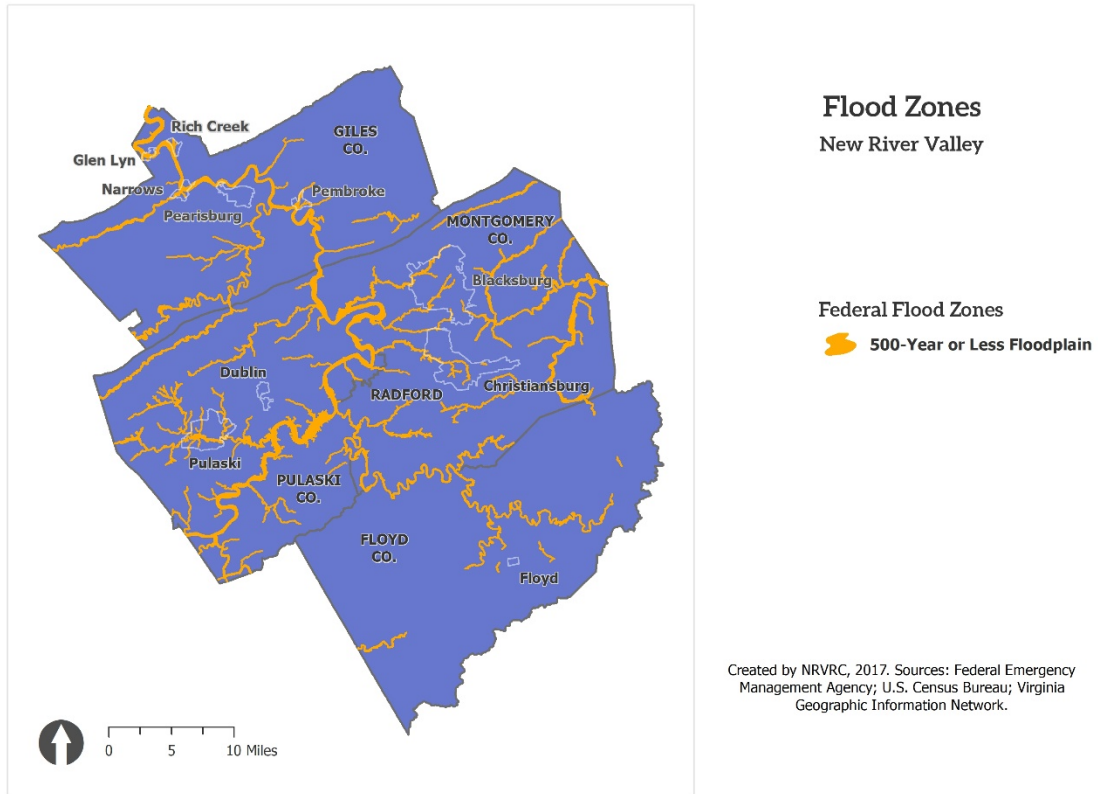 Flood Zones
New River Valley
Rich Creek
GILES
CO.
Glen Lyn
Narrows
Pembroke
Pearisburg
MONTGOMERY
CO.
Blacksburg
Dublin
RADFORD
Christiansburg
Pulaski
PULASKI
CO.
FLOYD
CO.
Floyd
Federal Flood Zones
500-Year or Less Floodplain
Created by NRVRC, 2017. Sources: Federal Emergency
Management Agency; U.S. Census Bureau; Virginia
Geographic Information Network.
0 5 10 Miles